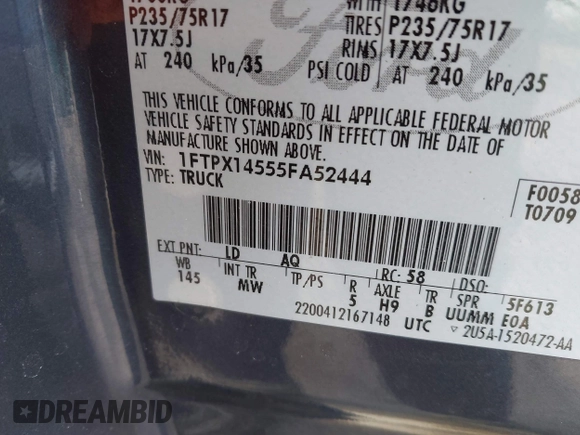 WITH 1746KG
P235/75R17 TIRES P235/75R17
17X7.5J RIMS 17X7.5J
AT 240 kPa/35 PSI COLD AT 240 kPa/35
Ford
THIS VEHICLE CONFORMS TO ALL APPLICABLE FEDERAL MOTOR
VEHICLE SAFETY STANDARDS IN EFFECT ON THE DATE OF
MANUFACTURE SHOWN ABOVE.
VIN: 1FTPX14555FA52444
TYPE: TRUCK
F0058
T0709
EXT PNT: LD AQ RC: 58 DSO:
WB INT TR TP/PS R AXLE TR SPR 5F613
145 MW 5 H9 B UUMM E0A
2200412167148 UTC ▽ 2U5A-1520472-AA
DREAMBID